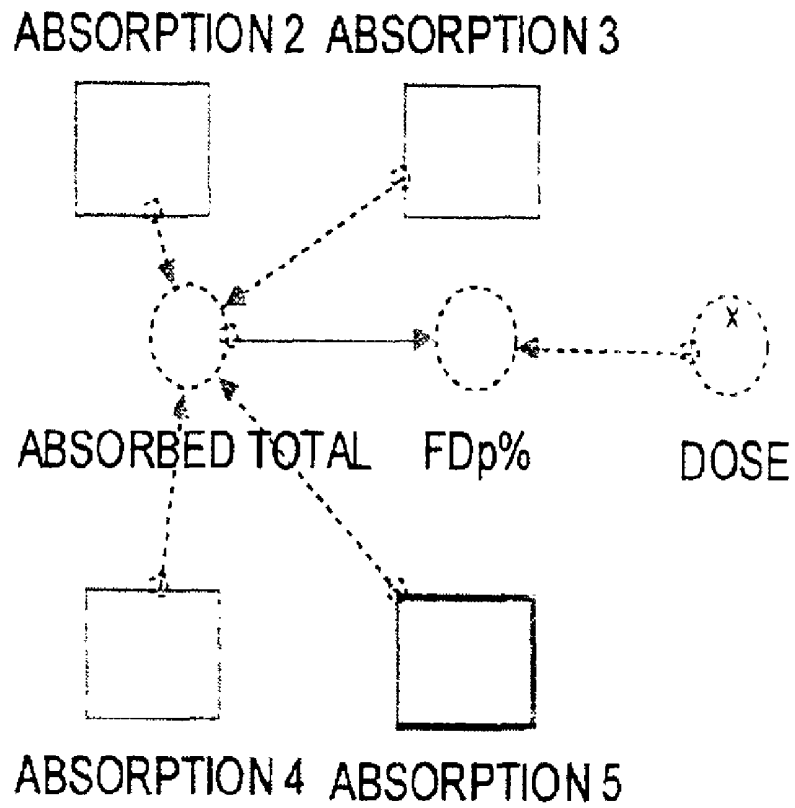 ABSORPTION 2 ABSORPTION 3
X
ABSORBED TOTAL FDp% DOSE
ABSORPTION 4 ABSORPTION 5